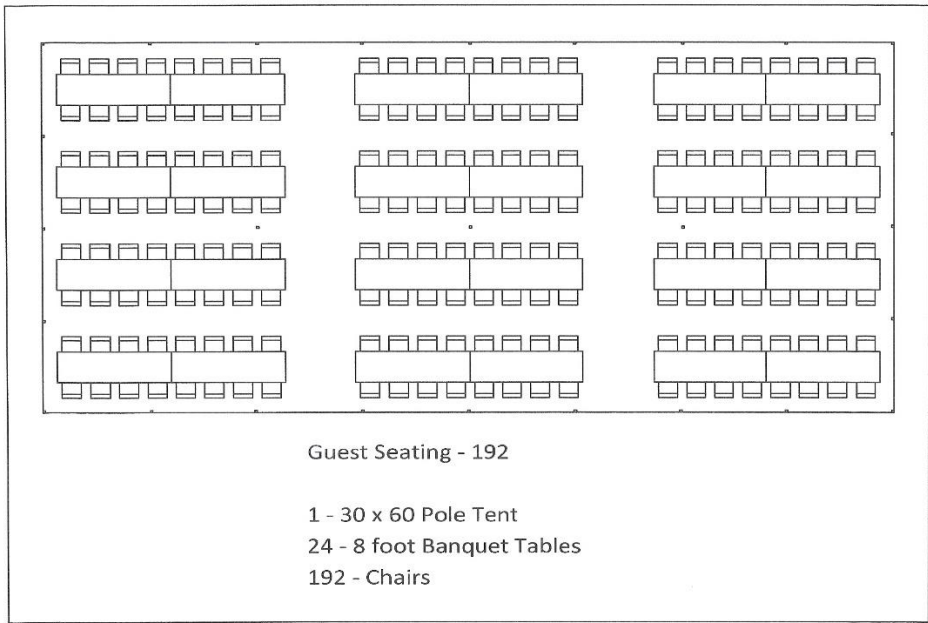 Guest Seating - 192
1 - 30 x 60 Pole Tent
24 - 8 foot Banquet Tables
192 - Chairs